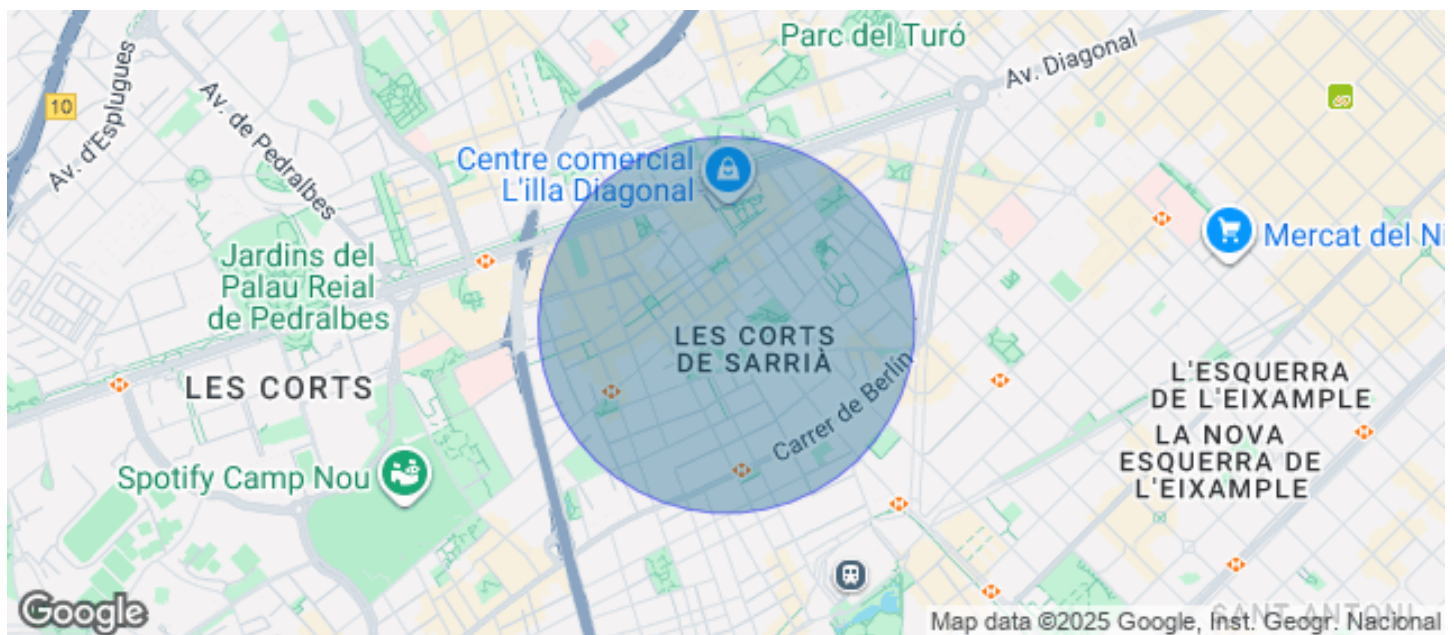 Parc del Turó
Av. Diagonal
Av. d'Esplugues
10
Av. de Pedralbes
Centre comercial
L'illa Diagonal
Mercat del Ni
Jardins del
Palau Reial
de Pedralbes
LES CORTS
DE SARRIÀ
LES CORTS
Carrer de Berlín
L'ESQUERRA
DE L'EIXAMPLE
LA NOVA
ESQUERRA DE
L'EIXAMPLE
Spotify Camp Nou
SANT ANTONI
Google
Map data ©2025 Google, Inst. Geogr. Nacional